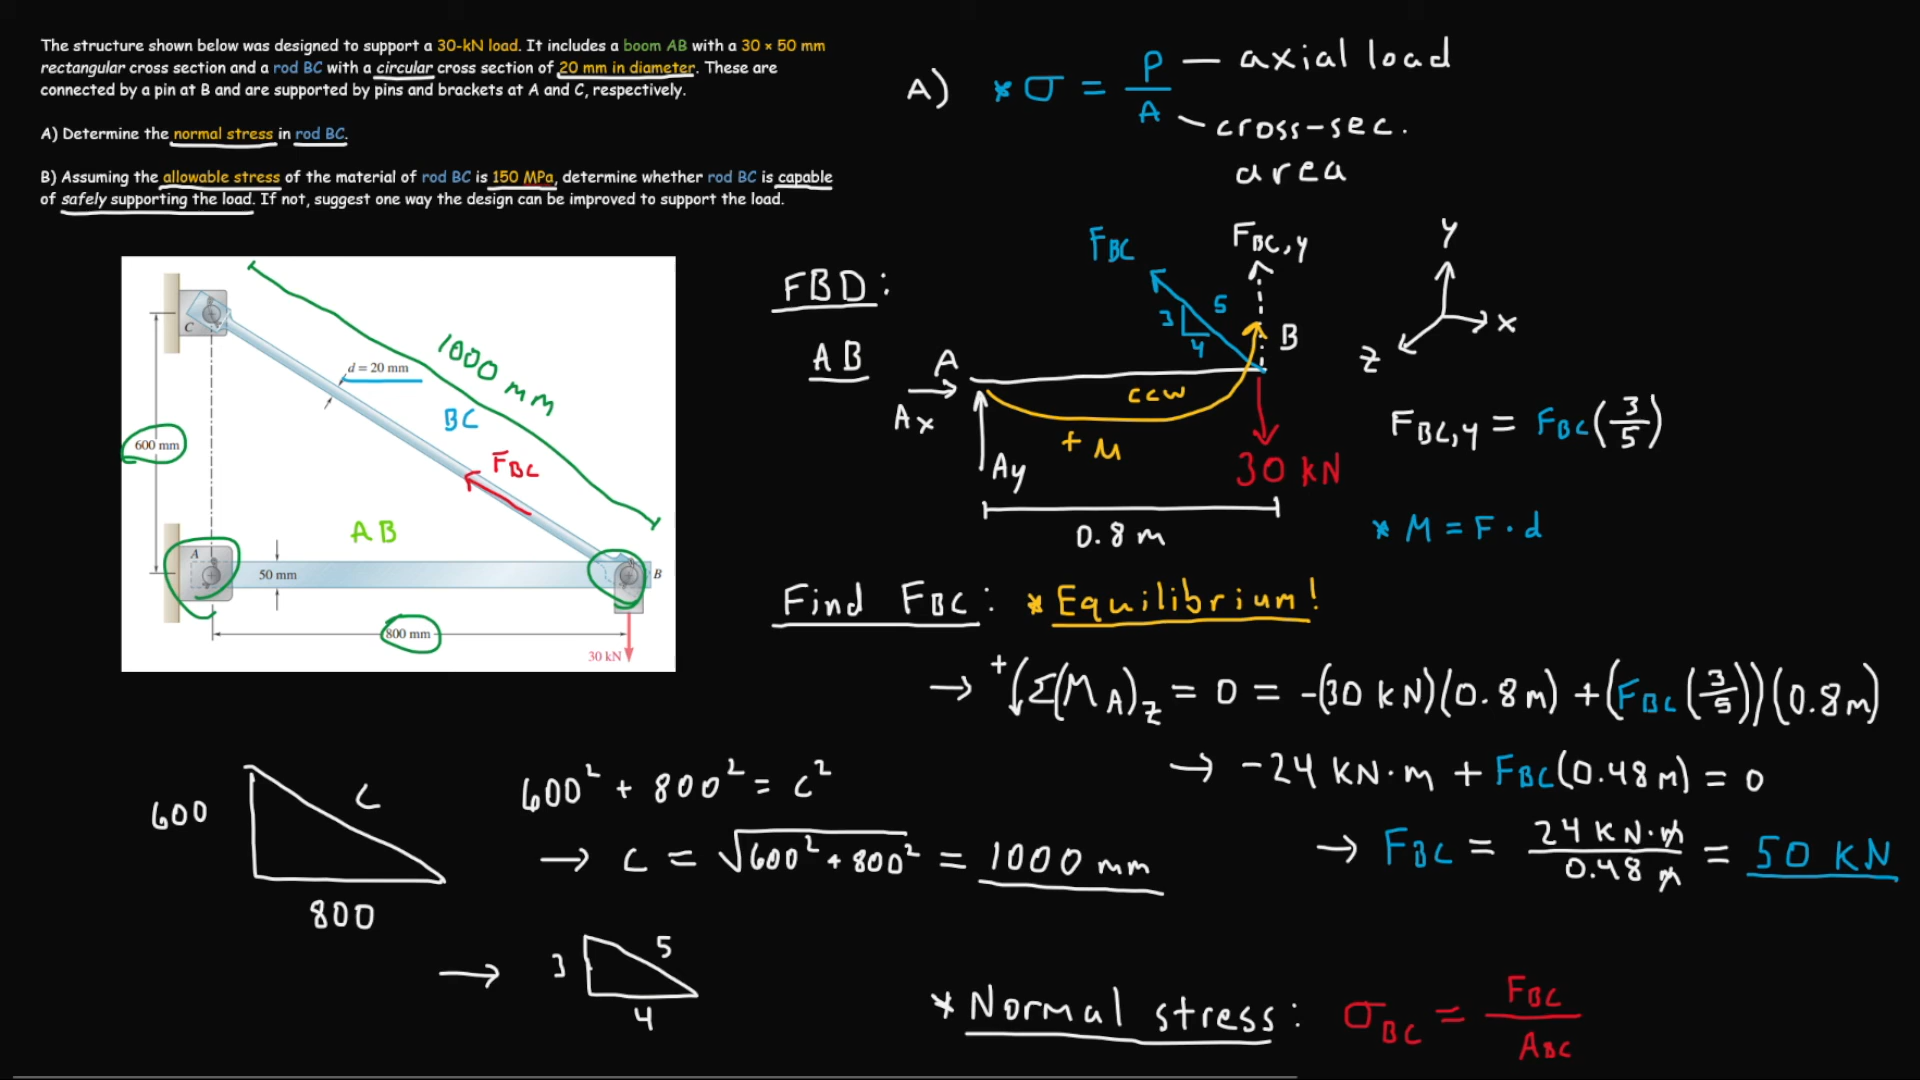 The structure shown below was designed to support a 30-kN load. It includes a boom AB with a 30 × 50 mm
rectangular cross section and a rod BC with a circular cross section of 20 mm in diameter. These are
connected by a pin at B and are supported by pins and brackets at A and C, respectively.
A) Determine the normal stress in rod BC.
B) Assuming the allowable stress of the material of rod BC is 150 MPa, determine whether rod BC is capable
of safely supporting the load. If not, suggest one way the design can be improved to support the load.
C
d = 20 mm
1000 mm
BC
600 mm
FBC
AB
A
50 mm
B
800 mm
30 kN
600
c
800
600² + 800² = c²
→ c = √600² + 800² = 1000 mm
→ 3 5 4
A) * σ = P/A
— axial load
cross-sec.
area
FBD:
AB
FBC
FBC,y
3 5 4
B
A
Ax
Ay
ccw
+ M
30 kN
0.8 m
y
x
z
FBC,y = FBC(3/5)
* M = F · d
Find FBC: * Equilibrium!
→ + Σ(MA)z = 0 = -(30 kN)(0.8m) + (FBC(3/5))(0.8m)
→ -24 kN·m + FBC(0.48m) = 0
→ FBC = 24 kN·m / 0.48 m = 50 kN
* Normal stress: σBC = FBC / ABC